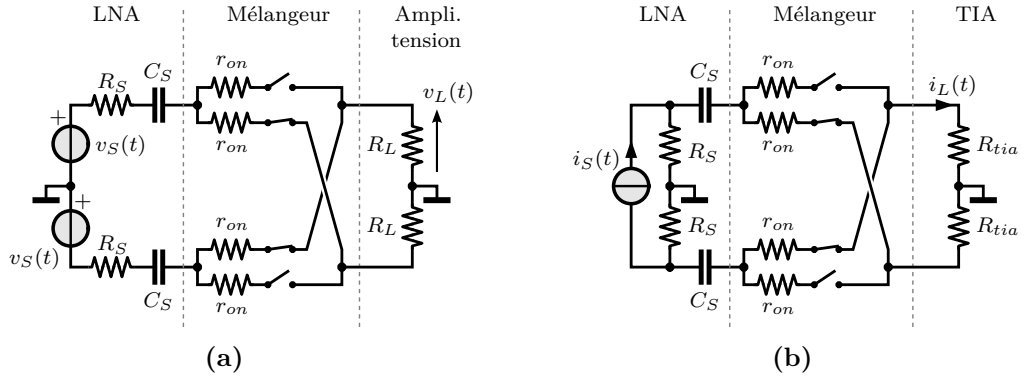 LNA Mélangeur Ampli. tension
R_S C_S r_on v_L(t)
+ v_S(t) r_on R_L
+ v_S(t) R_S r_on R_L
C_S r_on
(a)
LNA Mélangeur TIA
C_S r_on i_L(t)
i_S(t) R_S r_on R_tia
R_S r_on R_tia
C_S r_on
(b)